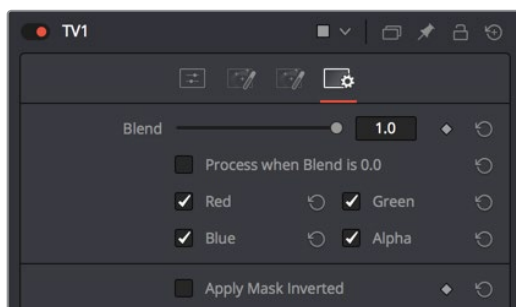 TV1
Blend 1.0
Process when Blend is 0.0
Red Green
Blue Alpha
Apply Mask Inverted